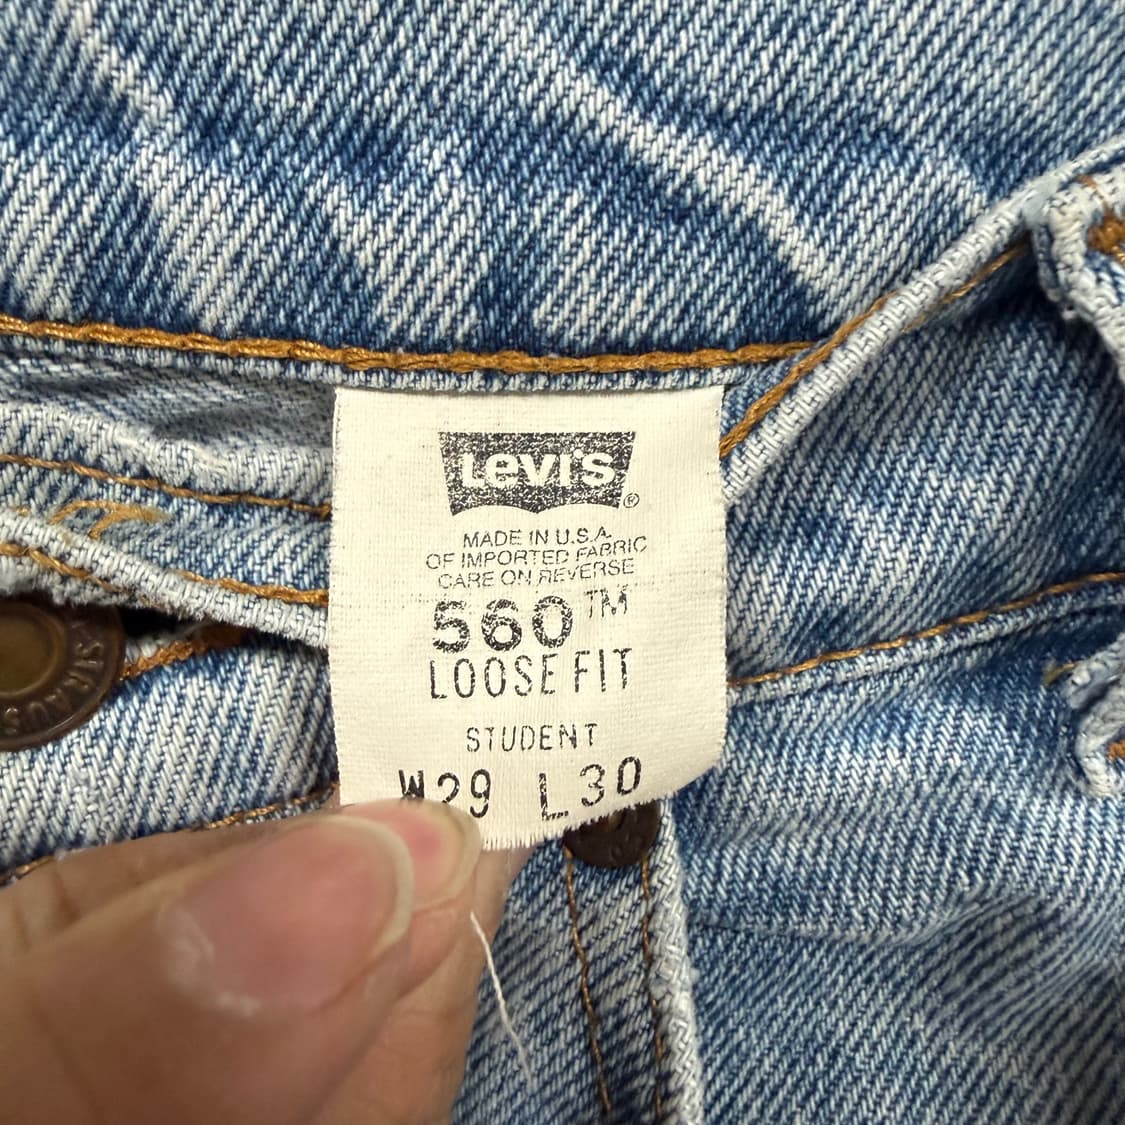 Levi's®
MADE IN U.S.A.
OF IMPORTED FABRIC
CARE ON REVERSE
560™
LOOSE FIT
STUDENT
W29 L30